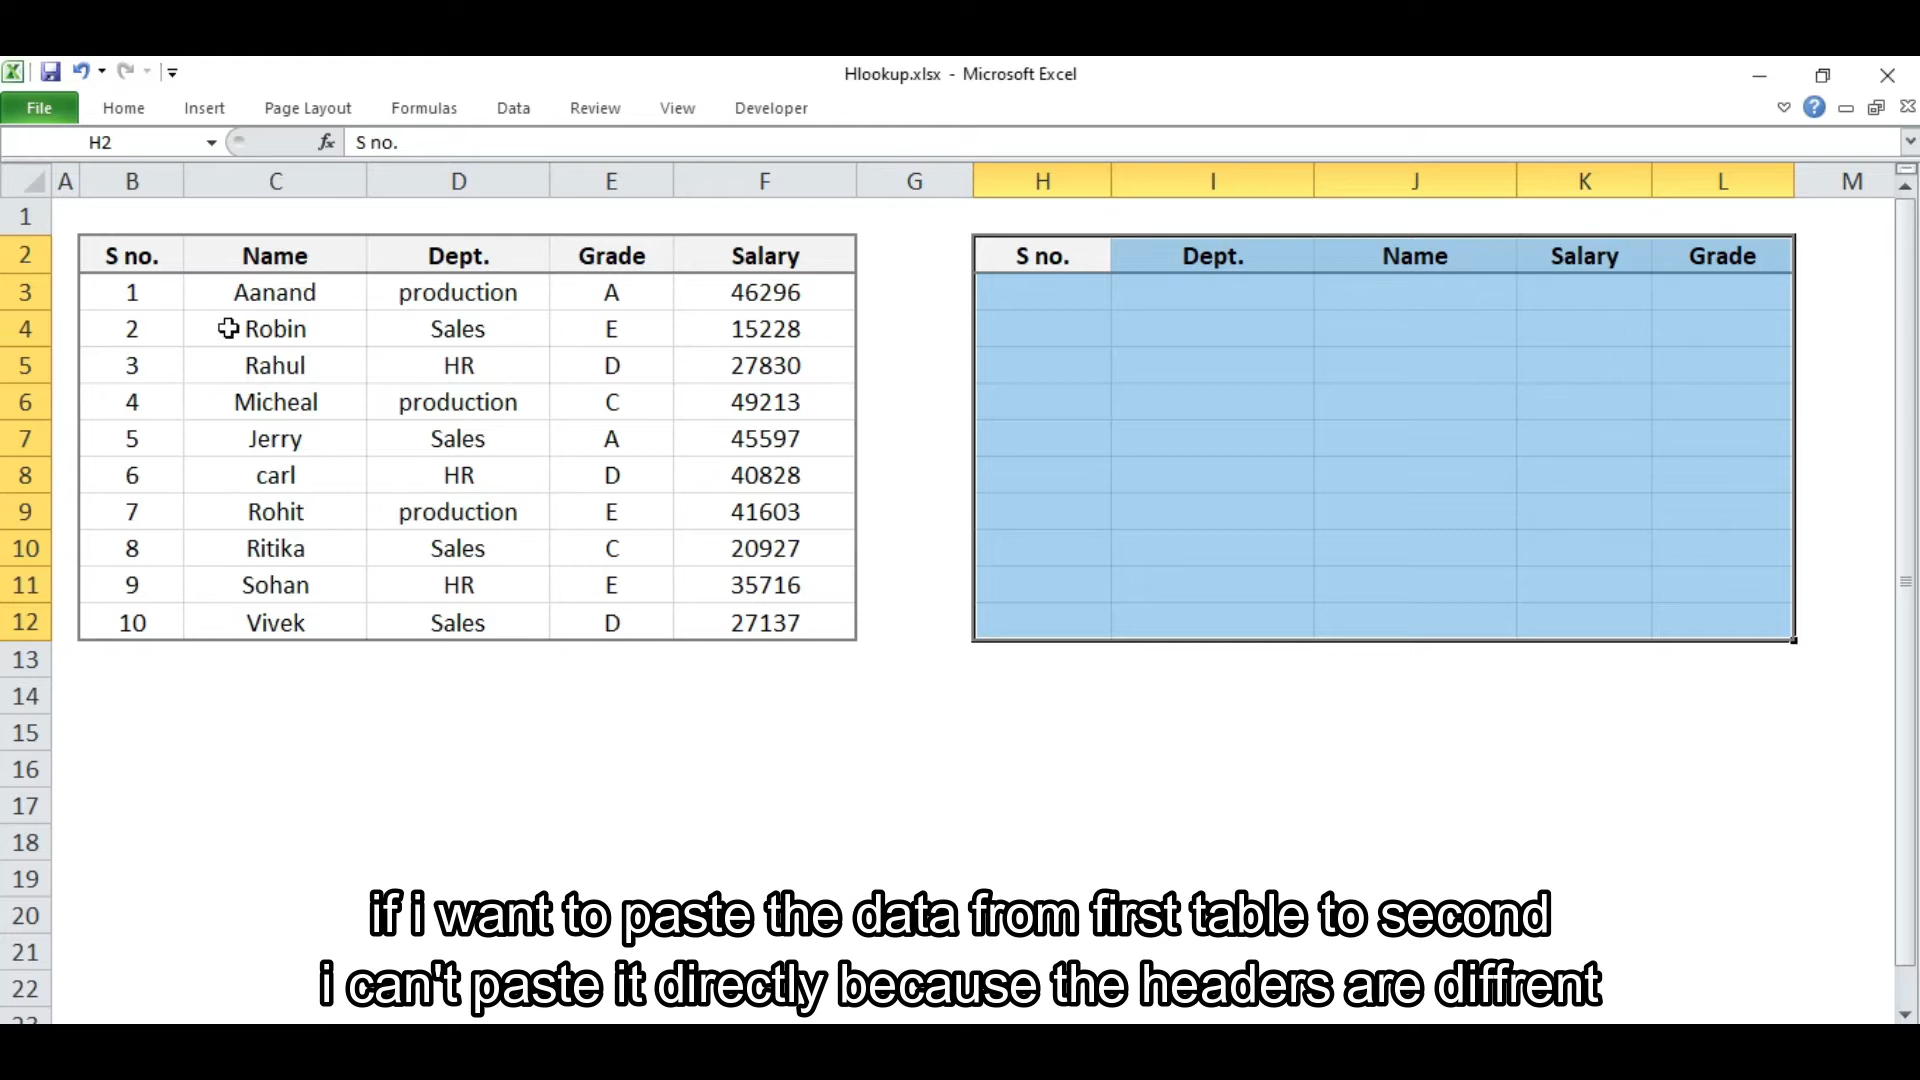 Hlookup.xlsx - Microsoft Excel
File Home Insert Page Layout Formulas Data Review View Developer
H2 fx S no.
A B C D E F G H I J K L M
1
2 S no. Name Dept. Grade Salary S no. Dept. Name Salary Grade
3 1 Aanand production A 46296
4 2 Robin Sales E 15228
5 3 Rahul HR D 27830
6 4 Micheal production C 49213
7 5 Jerry Sales A 45597
8 6 carl HR D 40828
9 7 Rohit production E 41603
10 8 Ritika Sales C 20927
11 9 Sohan HR E 35716
12 10 Vivek Sales D 27137
13
14
15
16
17
18
19
20
21
22
23
if i want to paste the data from first table to second
i can't paste it directly because the headers are diffrent